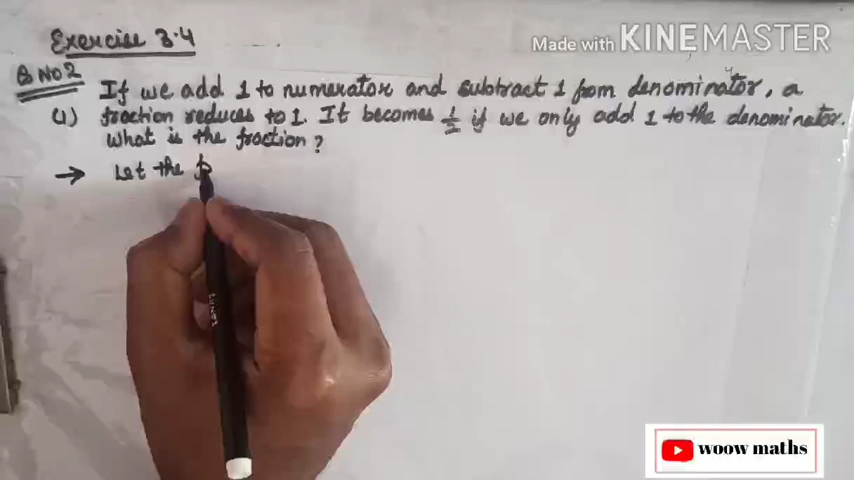 Exercise 3.4
Made with KINEMASTER
Q NO 2 If we add 1 to numerator and subtract 1 from denominator, a
(i) fraction reduces to 1. It becomes 1/2 if we only add 1 to the denominator.
What is the fraction?
→ Let the
LUNAR
woow maths